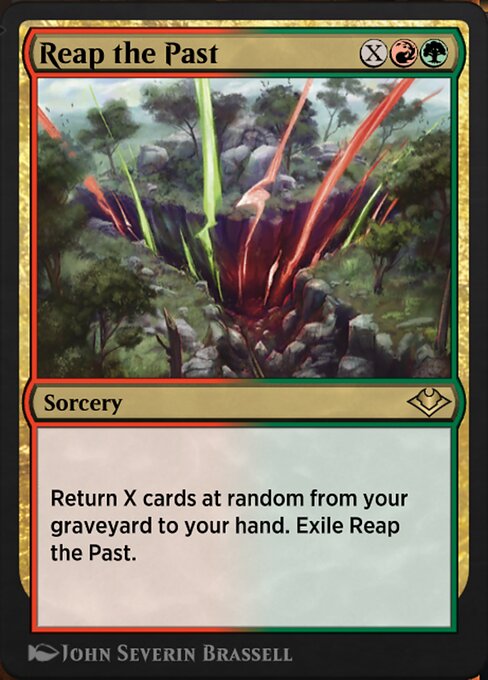 Reap the Past X
Sorcery
Return X cards at random from your
graveyard to your hand. Exile Reap
the Past.
John Severin Brassell